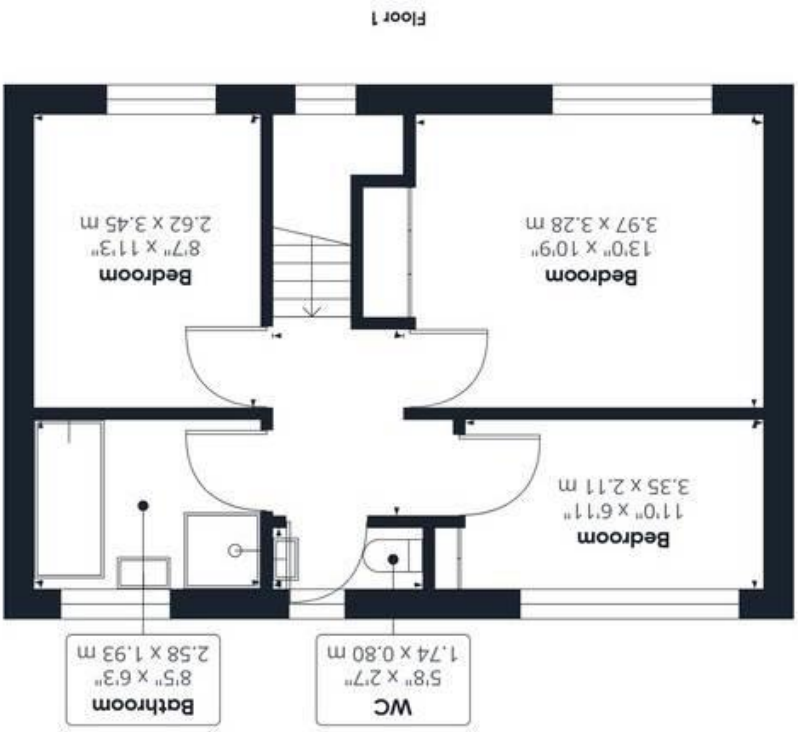 WC
5'8" x 2'7"
1.74 x 0.80 m
Bathroom
8'5" x 6'3"
2.58 x 1.93 m
Bedroom
11'0" x 6'11"
3.35 x 2.11 m
Bedroom
13'0" x 10'9"
3.97 x 3.28 m
Bedroom
8'7" x 11'3"
2.62 x 3.45 m
Floor 1